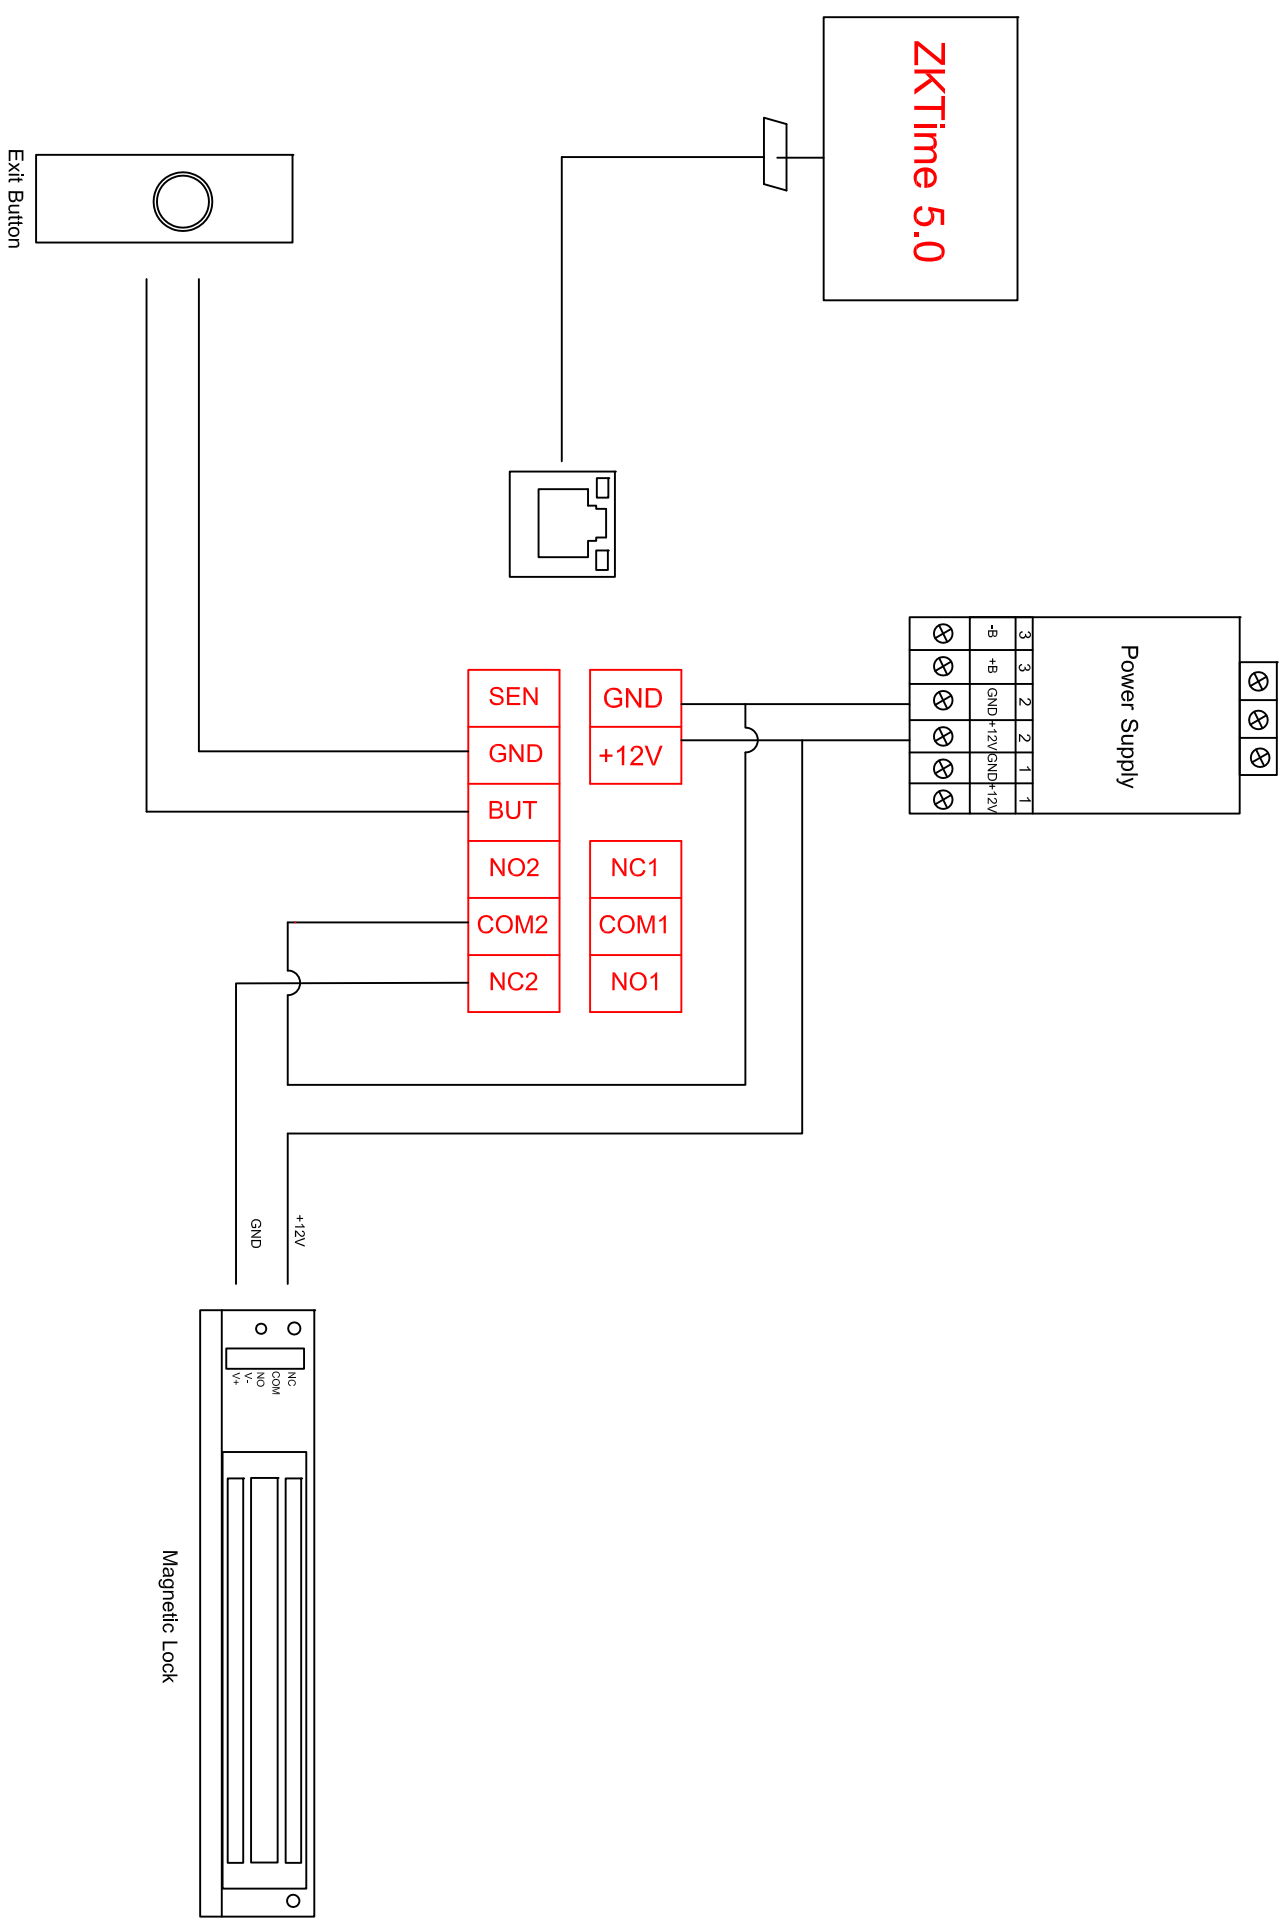 ZKTime 5.0
Exit Button
Power Supply
3
-B
3
+B
2
GND
2
+12V
1
GND
1
+12V
SEN
GND
BUT
NO2
COM2
NC2
GND
+12V
NC1
COM1
NO1
+12V
GND
NC
COM
NO
V-
V+
Magnetic Lock